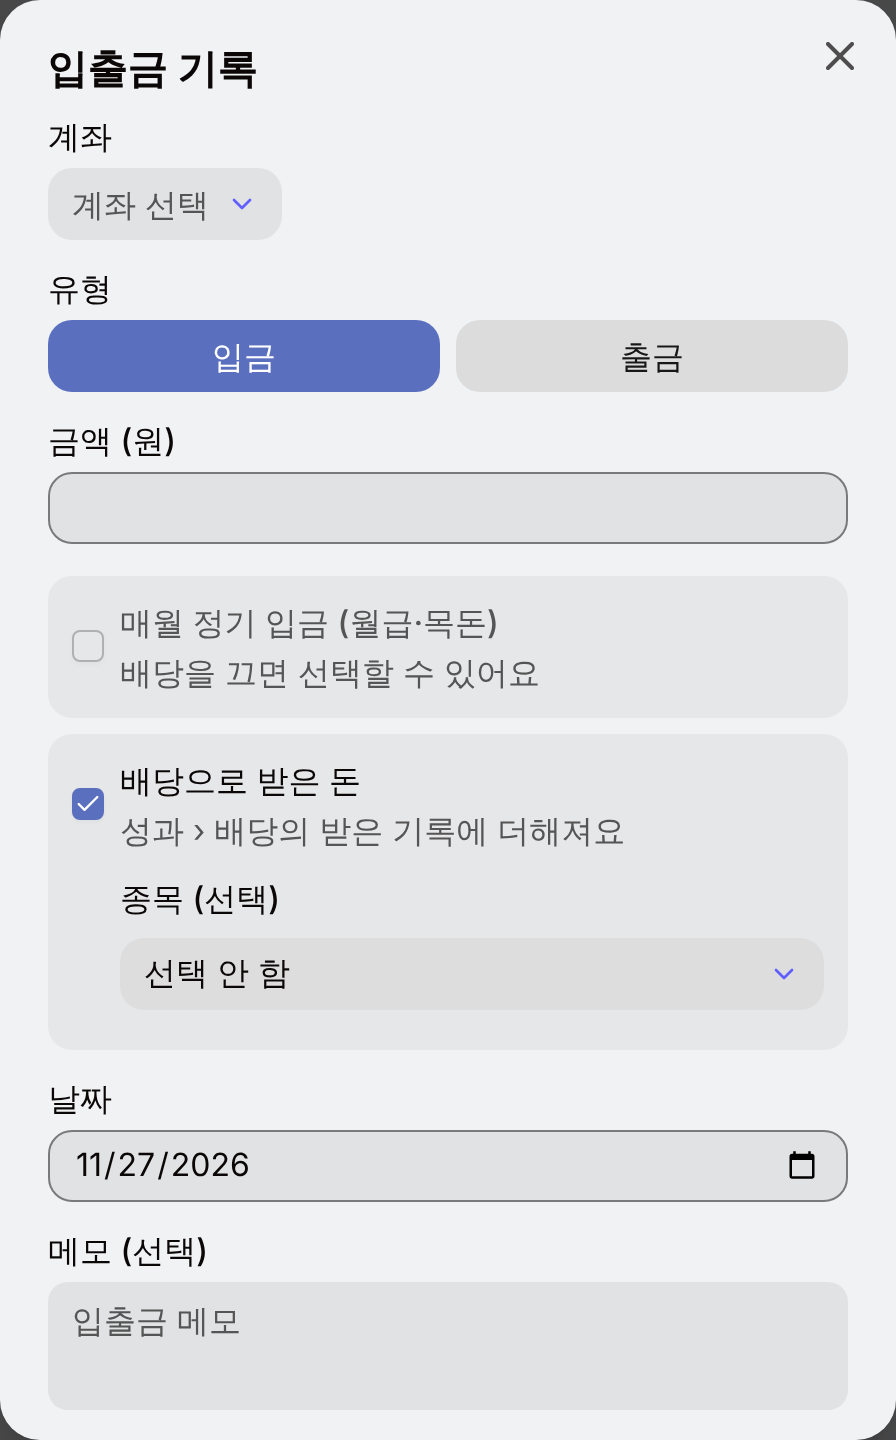 입출금 기록
계좌
계좌 선택
유형
입금
출금
금액 (원)
매월 정기 입금 (월급·목돈)
배당을 끄면 선택할 수 있어요
배당으로 받은 돈
성과 › 배당의 받은 기록에 더해져요
종목 (선택)
선택 안 함
날짜
11/27/2026
메모 (선택)
입출금 메모